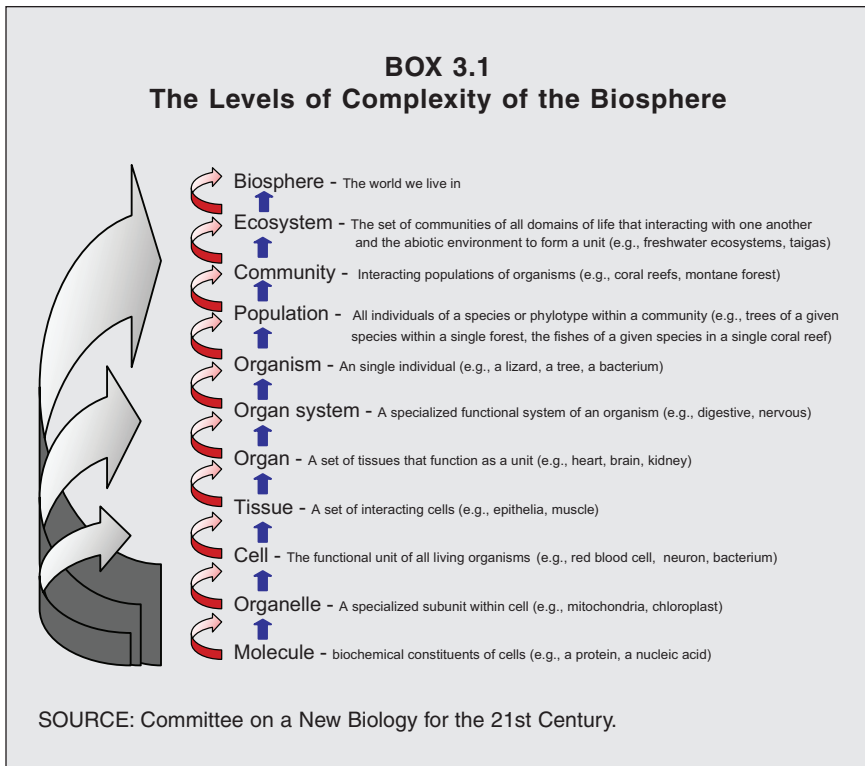 BOX 3.1
The Levels of Complexity of the Biosphere
Biosphere - The world we live in
Ecosystem - The set of communities of all domains of life that interacting with one another
and the abiotic environment to form a unit (e.g., freshwater ecosystems, taigas)
Community - Interacting populations of organisms (e.g., coral reefs, montane forest)
Population - All individuals of a species or phylotype within a community (e.g., trees of a given
species within a single forest, the fishes of a given species in a single coral reef)
Organism - An single individual (e.g., a lizard, a tree, a bacterium)
Organ system - A specialized functional system of an organism (e.g., digestive, nervous)
Organ - A set of tissues that function as a unit (e.g., heart, brain, kidney)
Tissue - A set of interacting cells (e.g., epithelia, muscle)
Cell - The functional unit of all living organisms (e.g., red blood cell, neuron, bacterium)
Organelle - A specialized subunit within cell (e.g., mitochondria, chloroplast)
Molecule - biochemical constituents of cells (e.g., a protein, a nucleic acid)
SOURCE: Committee on a New Biology for the 21st Century.